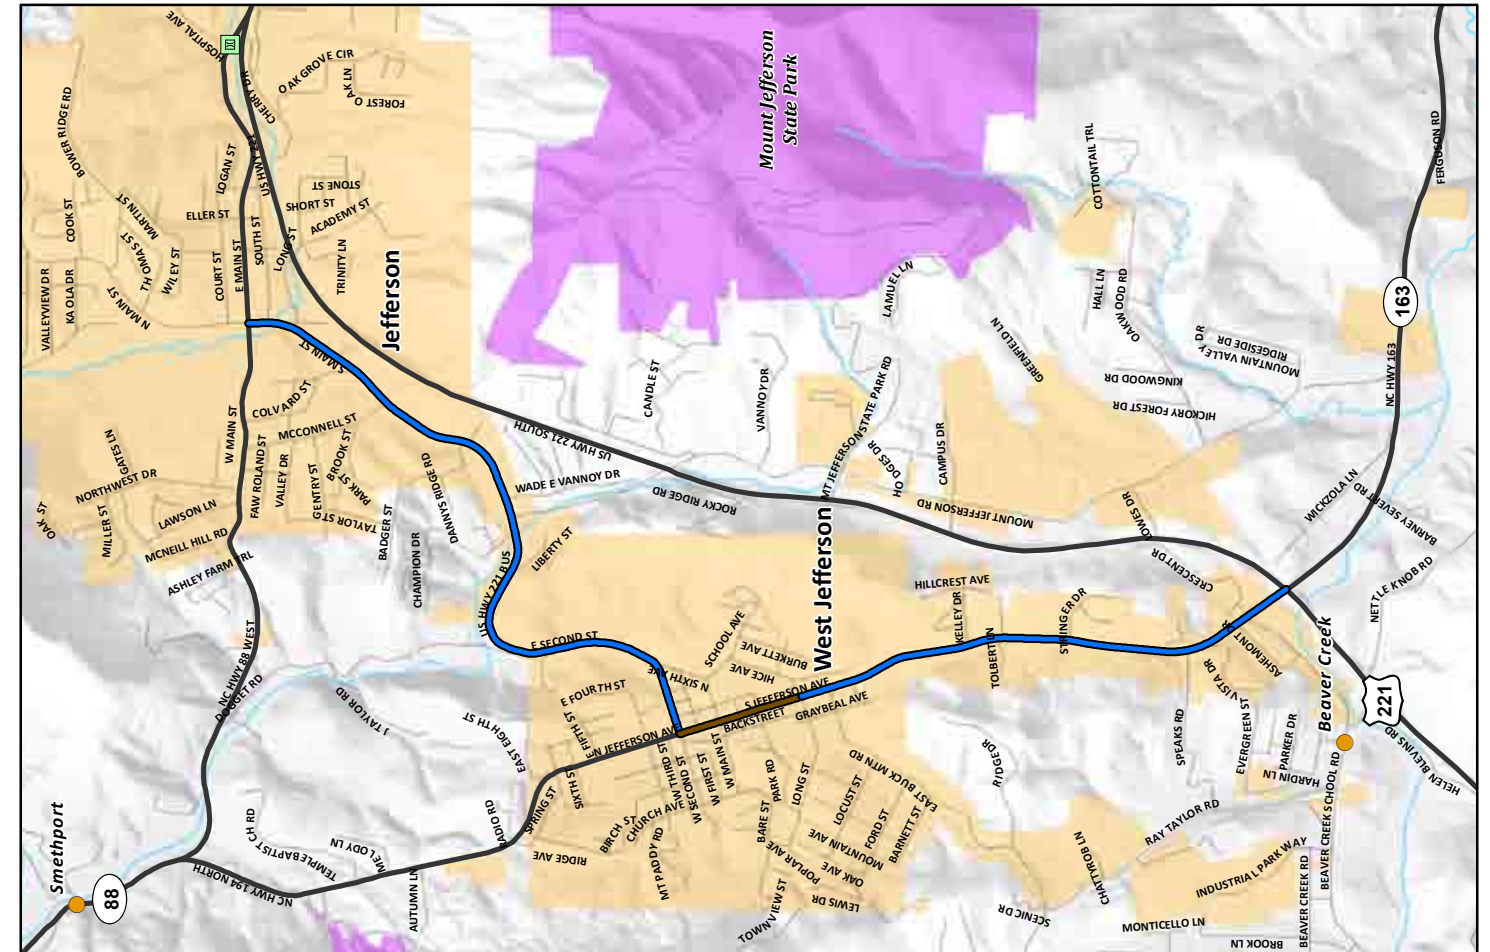 HOSPITAL AVE
CHERRY DR
OAK GROVE CIR
OAK LN
FOREST
BOWER RIDGE RD
LOGAN ST
US HWY 221
STONE ST
SHORT ST
ELLER ST
ACADEMY ST
SOUTH ST
LONG ST
COOK ST
MARTIN ST
THOMAS ST
WILEY ST
COURT ST
E MAIN ST
TRINITY LN
VALLEYVIEW DR
KAOLA DR
N MAIN ST
Jefferson
S MAIN ST
Mount Jefferson
State Park
LAMUEL LN
COTTONTAIL TRL
HALL LN
OAKWOOD RD
FERGUSON RD
163
NC HWY 163
MOUNTAIN VALLEY DR
RIDGESIDE DR
KINGWOOD DR
HICKORY FOREST DR
GREENFIELD LN
CANDLE ST
VANNOY DR
MT JEFFERSON STATE PARK RD
HODGES DR
CAMPUS DR
W MAIN ST
COLVARD ST
MCCONNELL ST
FAW ROLAND ST
VALLEY DR
GENTRY ST
BROOK ST
PARK ST
TAYLOR ST
GATES LN
NORTHWEST DR
OAK ST
MILLER ST
LAWSON LN
MCNEILL HILL RD
ASHLEY FARM TRL
BADGER ST
CHAMPION DR
DANNYS RIDGE RD
US HWY 221 SOUTH
WADE E VANNOY DR
ROCKY RIDGE RD
MOUNT JEFFERSON RD
LOWES DR
CRESCENT DR
WICKZOLA LN
BARNEY SEVERT RD
NETTLE KNOB RD
LIBERTY ST
US HWY 221 BUS
West Jefferson
HILLCREST AVE
KELLEY DR
TOLBERT LN
STRINGER DR
VISTA DR
ASHEMONT DR
Beaver Creek
221
HELEN BLEVINS RD
E SECOND ST
SCHOOL AVE
BURKETT AVE
HICE AVE
N SIXTH AVE
S JEFFERSON AVE
BACKSTREET
GRAYBEAL AVE
E FOURTH ST
E FIFTH ST
N JEFFERSON AVE
NC HWY 88 WEST
DOGGET RD
J TAYLOR RD
EAST EIGHTH ST
SIXTH ST
SPRING ST
RADIO RD
W THIRD ST
W SECOND ST
W FIRST ST
W MAIN ST
BIRCH ST
CHURCH AVE
MT PADDY RD
RIDGE AVE
PARK RD
BARE ST
LONG ST
LOCUST ST
FORD ST
BARNETT ST
EAST BUCK MTN RD
MOUNTAIN AVE
OAK AVE
POPLAR AVE
LEWIS DR
TOWN VIEW ST
RIDGE DR
SPEAKS RD
EVERGREEN ST
PARKER DR
HARDIN LN
BEAVER CREEK SCHOOL RD
RAY TAYLOR RD
CHATTYROB LN
INDUSTRIAL PARK WAY
BEAVER CREEK RD
MONTICELLO LN
BROOK LN
SCENIC DR
Smethport
88
TEMPLE BAPTIST CH RD
MELODY LN
NC HWY 194 NORTH
AUTUMN LN